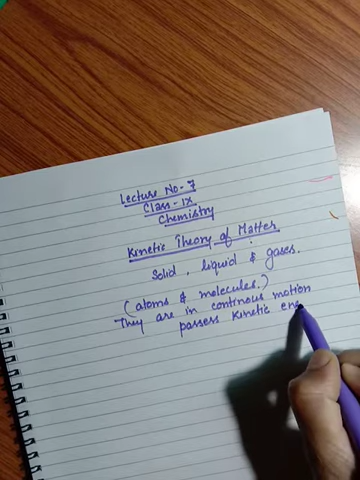 Lecture No-7
Class-IX
Chemistry
Kinetic Theory of Matter
Solid, liquid & gases.
(atoms & molecules.)
They are in continous motion
possess kinetic ene